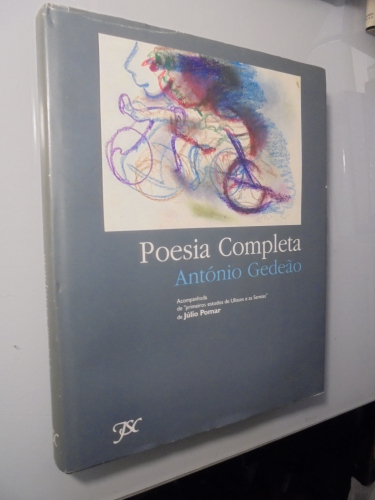 Poesia Completa
António Gedeão
Acompanhada
de "primeiros estudos de Ulisses e as Sereias"
de Júlio Pomar
JSC